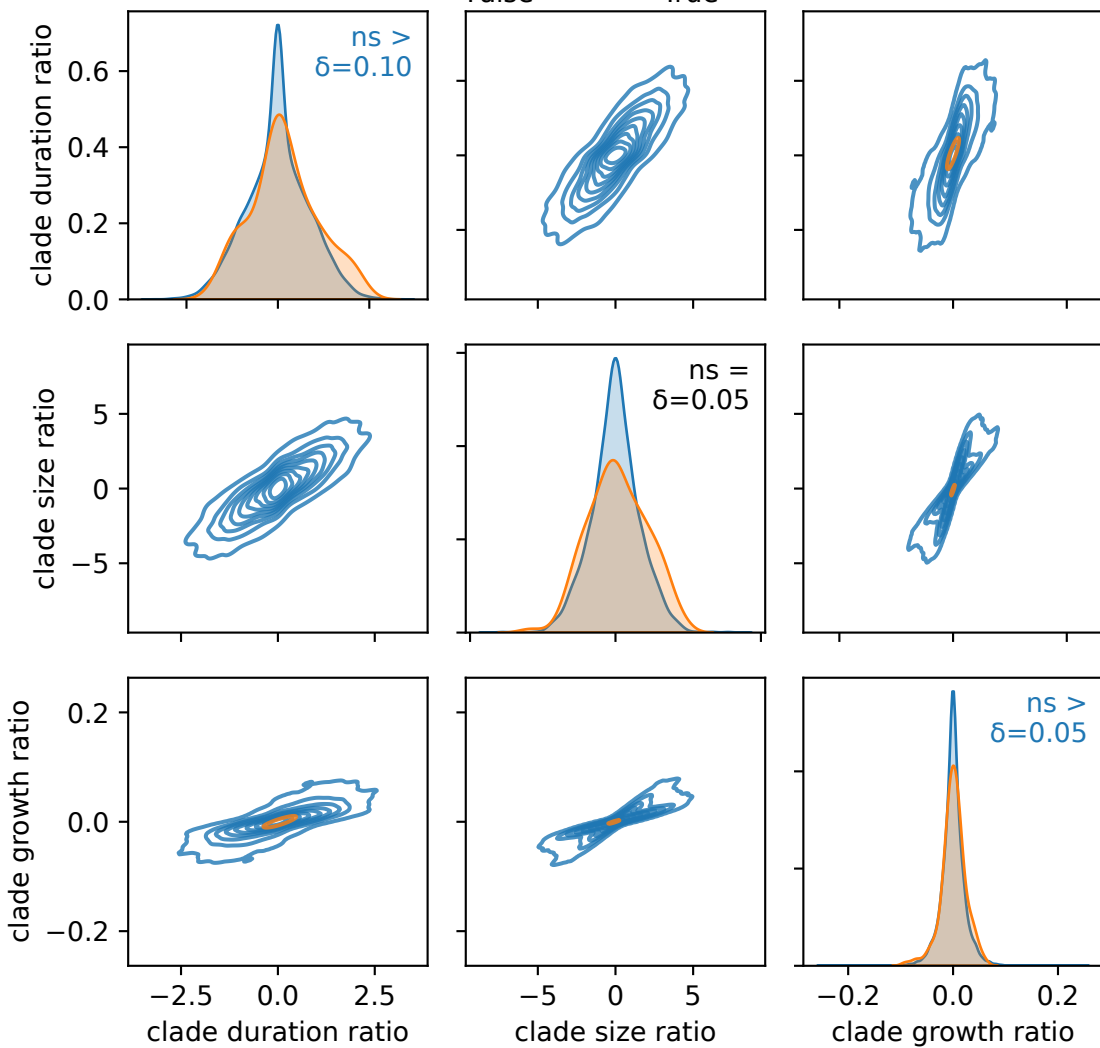 clade duration ratio
0.6
0.4
0.2
0.0
ns >
δ=0.10
clade size ratio
5
0
−5
ns =
δ=0.05
clade growth ratio
0.2
0.0
−0.2
ns >
δ=0.05
−2.5 0.0 2.5
−5 0 5
−0.2 0.0 0.2
clade duration ratio
clade size ratio
clade growth ratio